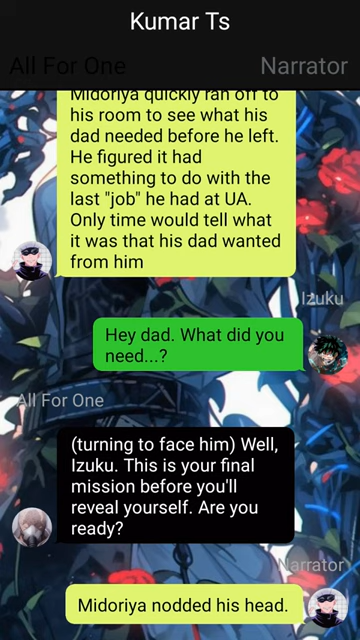 Kumar Ts
All For One
Narrator
Midoriya quickly ran off to
his room to see what his
dad needed before he left.
He figured it had
something to do with the
last "job" he had at UA.
Only time would tell what
it was that his dad wanted
from him
Izuku
Hey dad. What did you
need...?
All For One
(turning to face him) Well,
Izuku. This is your final
mission before you'll
reveal yourself. Are you
ready?
Narrator
Midoriya nodded his head.